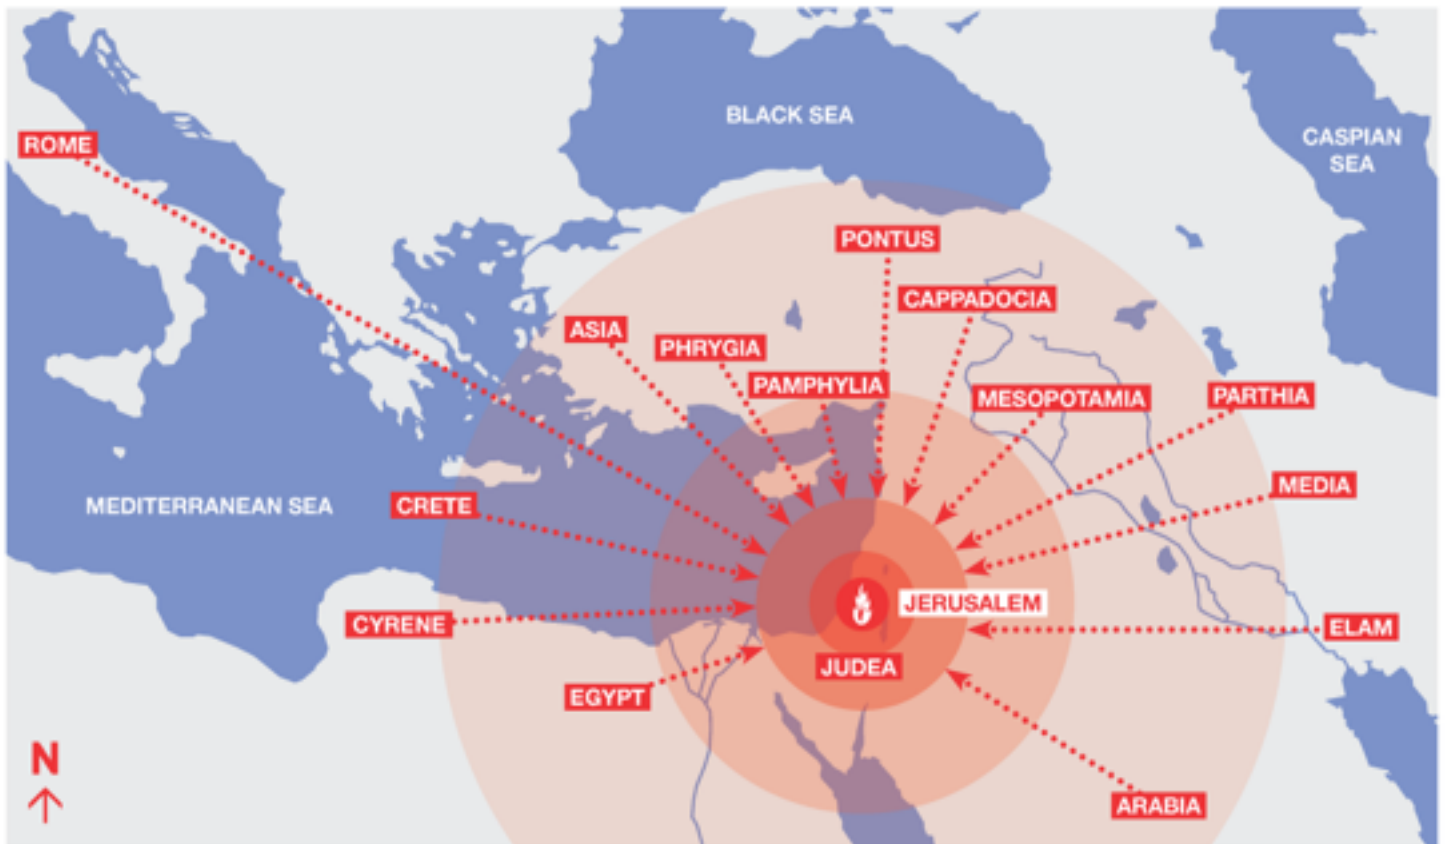 BLACK SEA
CASPIAN
SEA
ROME
PONTUS
CAPPADOCIA
ASIA
PHRYGIA
PAMPHYLIA
MESOPOTAMIA
PARTHIA
MEDIA
CRETE
MEDITERRANEAN SEA
JERUSALEM
CYRENE
ELAM
JUDEA
EGYPT
N
ARABIA